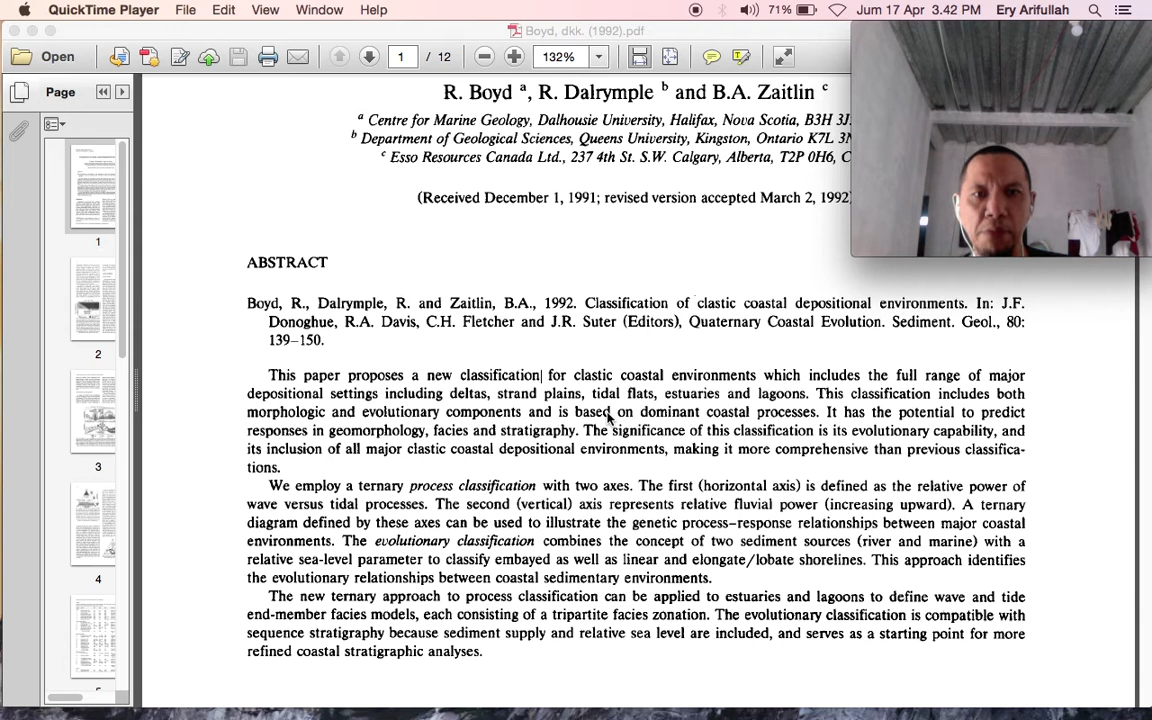 QuickTime Player File Edit View Window Help 71% Jum 17 Apr 3.42 PM Ery Arifullah
Boyd, dkk. (1992).pdf
Open 1 / 12 132%
Page
1
2
3
4
R. Boyd a, R. Dalrymple b and B.A. Zaitlin c
a Centre for Marine Geology, Dalhousie University, Halifax, Nova Scotia, B3H
b Department of Geological Sciences, Queens University, Kingston, Ontario K7L
c Esso Resources Canada Ltd., 237 4th St. S.W. Calgary, Alberta, T2P 0H6,
(Received December 1, 1991; revised version accepted March 2, 1992)
ABSTRACT
Boyd, R., Dalrymple, R. and Zaitlin, B.A., 1992. Classification of clastic coastal depositional environments. In: J.F.
Donoghue, R.A. Davis, C.H. Fletcher and J.R. Suter (Editors), Quaternary Coastal Evolution. Sediment. Geol., 80:
139–150.
This paper proposes a new classification for clastic coastal environments which includes the full range of major
depositional settings including deltas, strand plains, tidal flats, estuaries and lagoons. This classification includes both
morphologic and evolutionary components and is based on dominant coastal processes. It has the potential to predict
responses in geomorphology, facies and stratigraphy. The significance of this classification is its evolutionary capability, and
its inclusion of all major clastic coastal depositional environments, making it more comprehensive than previous classifica-
tions.
We employ a ternary process classification with two axes. The first (horizontal axis) is defined as the relative power of
wave versus tidal processes. The second (vertical) axis represents relative fluvial power (increasing upward). A ternary
diagram defined by these axes can be used to illustrate the genetic process–response relationships between major coastal
environments. The evolutionary classification combines the concept of two sediment sources (river and marine) with a
relative sea-level parameter to classify embayed as well as linear and elongate/lobate shorelines. This approach identifies
the evolutionary relationships between coastal sedimentary environments.
The new ternary approach to process classification can be applied to estuaries and lagoons to define wave and tide
end-member facies models, each consisting of a tripartite facies zonation. The evolutionary classification is compatible with
sequence stratigraphy because sediment supply and relative sea level are included, and serves as a starting point for more
refined coastal stratigraphic analyses.